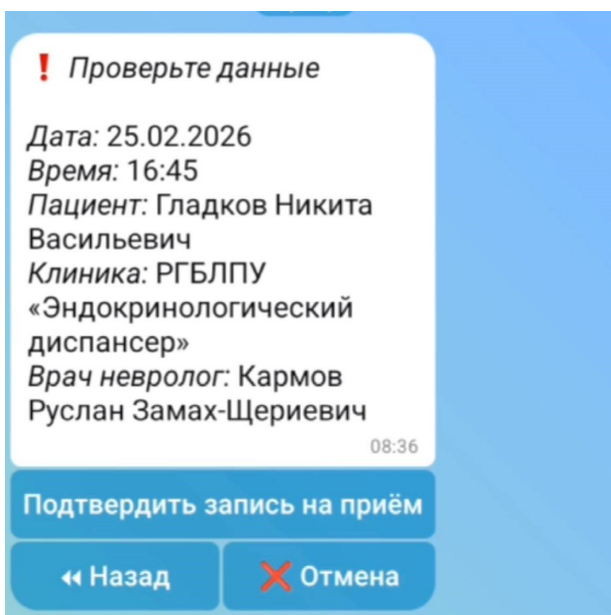 ❗ Проверьте данные
Дата: 25.02.2026
Время: 16:45
Пациент: Гладков Никита
Васильевич
Клиника: РГБЛПУ
«Эндокринологический
диспансер»
Врач невролог: Кармов
Руслан Замах-Щериевич
08:36
Подтвердить запись на приём
Назад
❌ Отмена